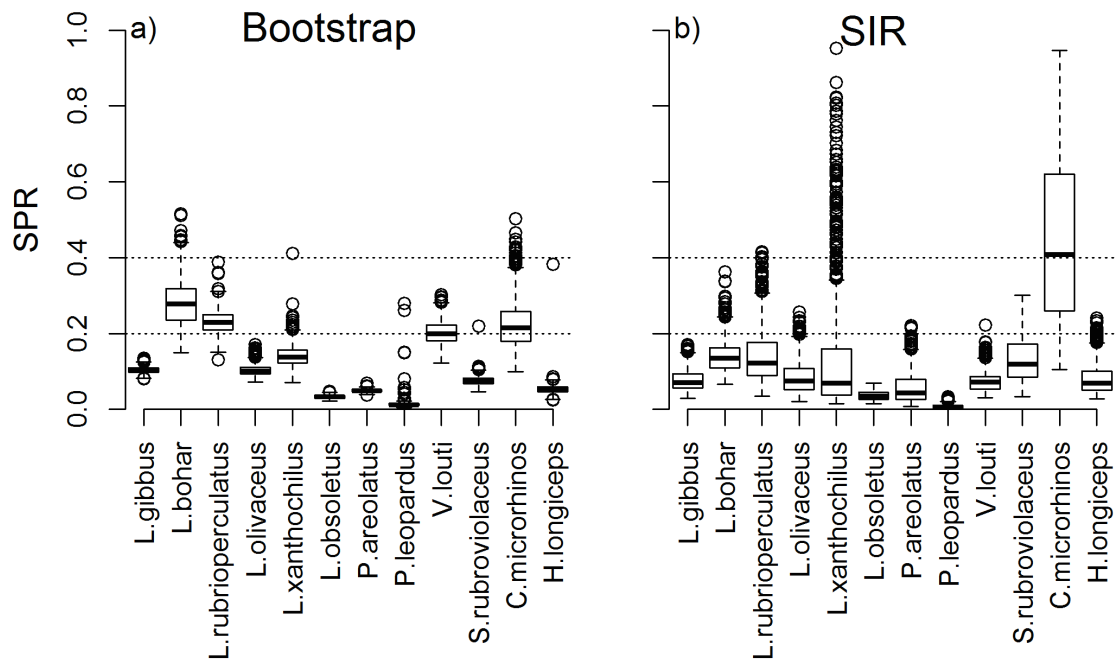 a)
Bootstrap
b)
SIR
SPR
1.0
0.8
0.6
0.4
0.2
0.0
L.gibbus
L.bohar
L.rubrioperculatus
L.olivaceus
L.xanthochilus
L.obsoletus
P.areolatus
P.leopardus
V.louti
S.rubroviolaceus
C.microrhinos
H.longiceps
L.gibbus
L.bohar
L.rubrioperculatus
L.olivaceus
L.xanthochilus
L.obsoletus
P.areolatus
P.leopardus
V.louti
S.rubroviolaceus
C.microrhinos
H.longiceps